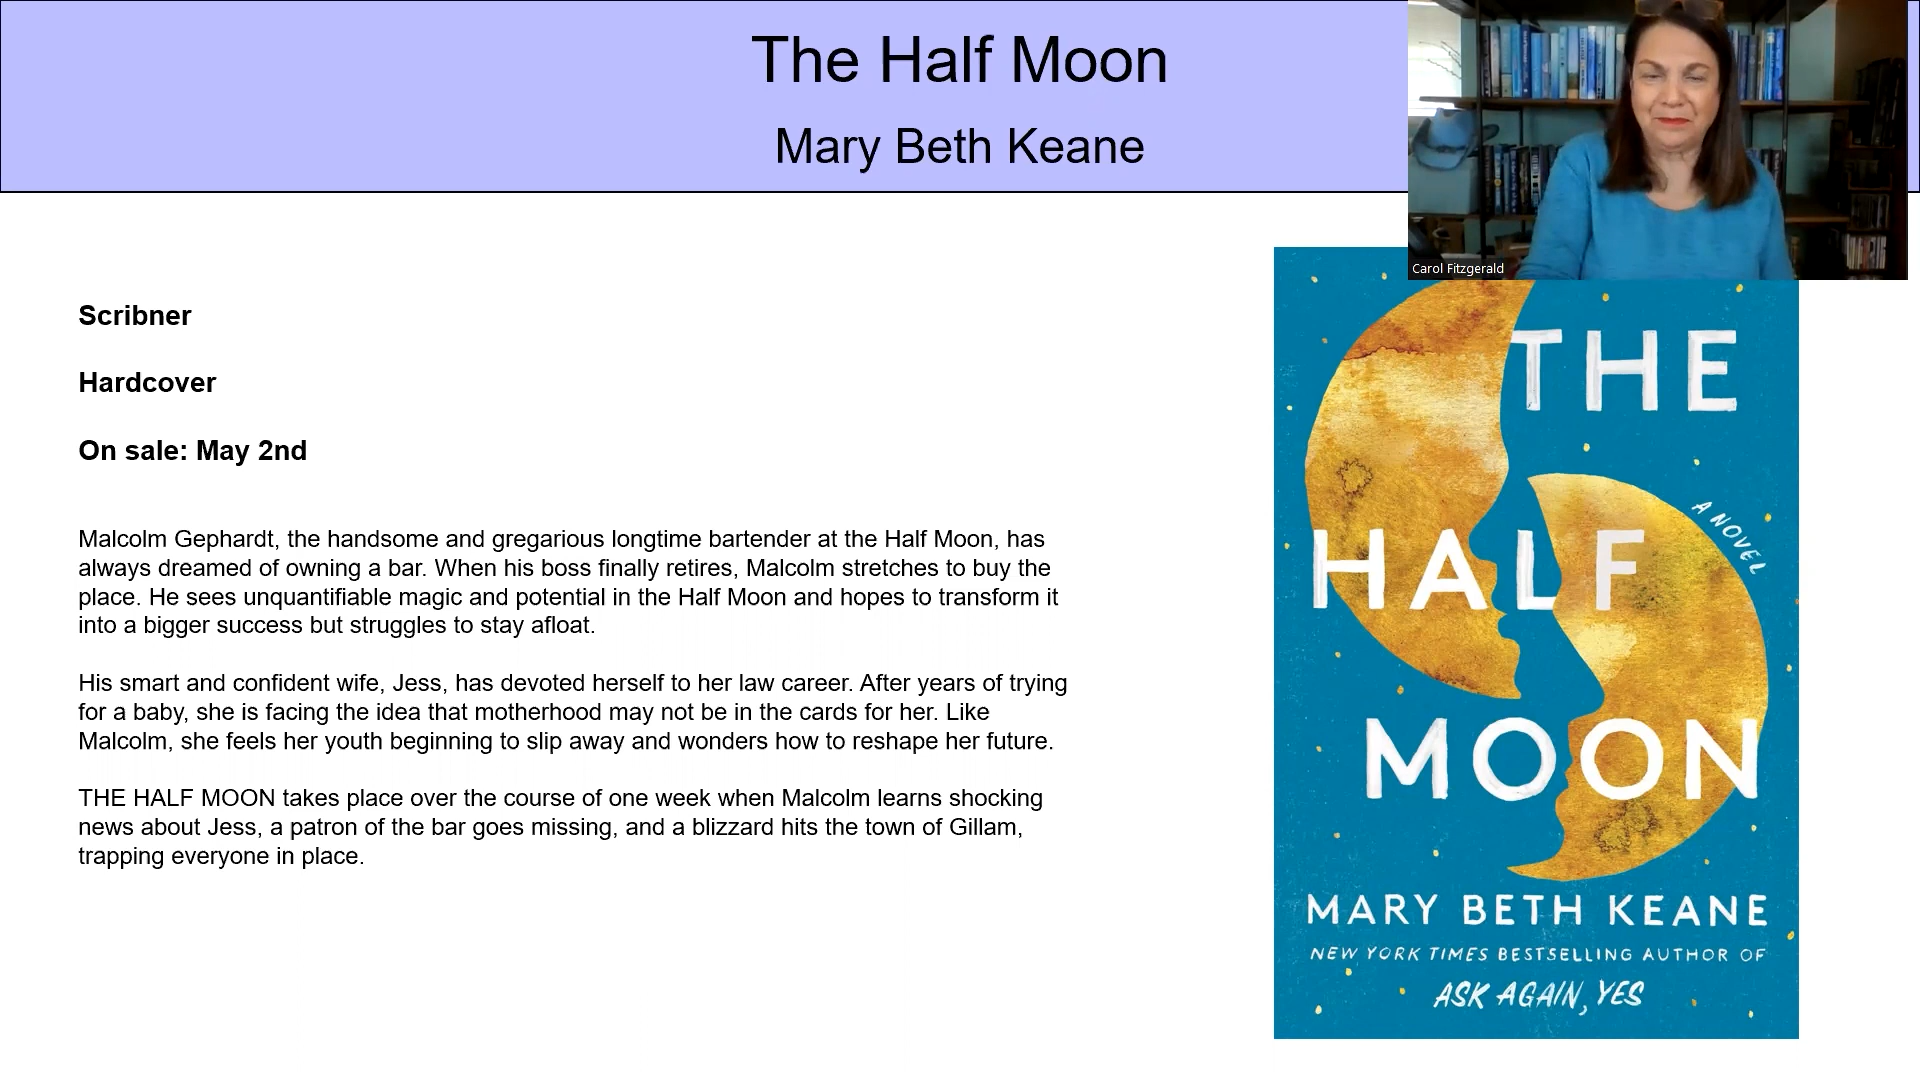 The Half Moon
Mary Beth Keane
Carol Fitzgerald
Scribner
Hardcover
On sale: May 2nd
Malcolm Gephardt, the handsome and gregarious longtime bartender at the Half Moon, has
always dreamed of owning a bar. When his boss finally retires, Malcolm stretches to buy the
place. He sees unquantifiable magic and potential in the Half Moon and hopes to transform it
into a bigger success but struggles to stay afloat.
His smart and confident wife, Jess, has devoted herself to her law career. After years of trying
for a baby, she is facing the idea that motherhood may not be in the cards for her. Like
Malcolm, she feels her youth beginning to slip away and wonders how to reshape her future.
THE HALF MOON takes place over the course of one week when Malcolm learns shocking
news about Jess, a patron of the bar goes missing, and a blizzard hits the town of Gillam,
trapping everyone in place.
THE
HALF
A NOVEL
MOON
MARY BETH KEANE
NEW YORK TIMES BESTSELLING AUTHOR OF
ASK AGAIN, YES